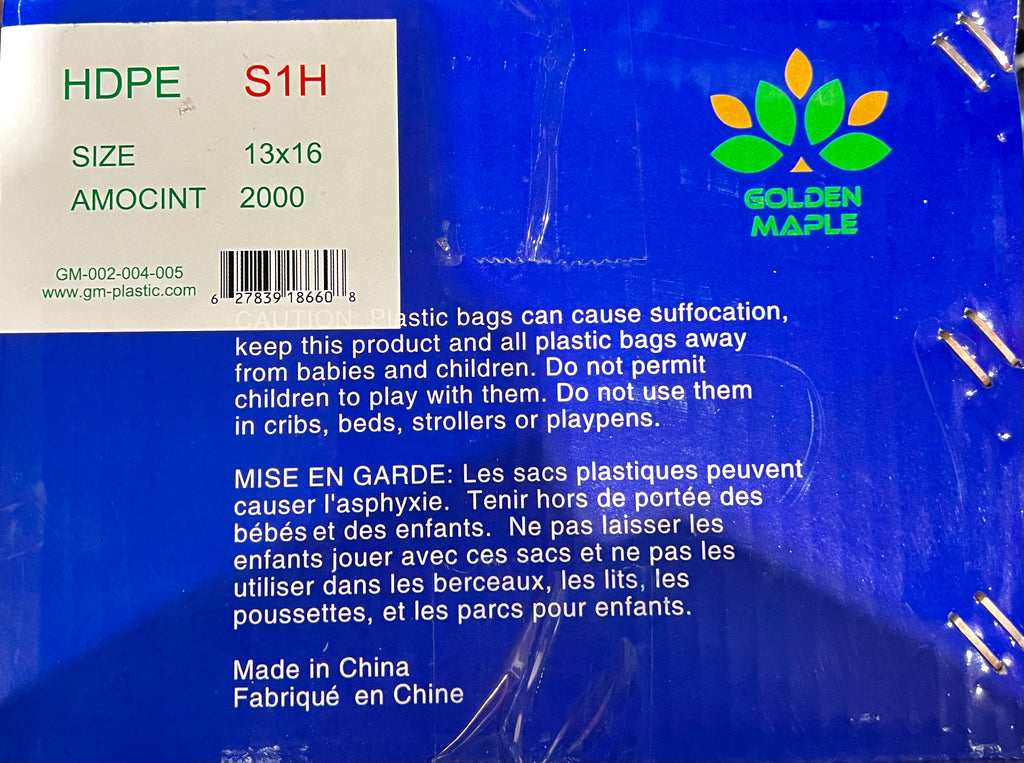 HDPE S1H
SIZE 13x16
AMOCINT 2000
GM-002-004-005
www.gm-plastic.com
6 27839 18660 8
GOLDEN
MAPLE
CAUTION: Plastic bags can cause suffocation,
keep this product and all plastic bags away
from babies and children. Do not permit
children to play with them. Do not use them
in cribs, beds, strollers or playpens.
MISE EN GARDE: Les sacs plastiques peuvent
causer l'asphyxie. Tenir hors de portée des
bébés et des enfants. Ne pas laisser les
enfants jouer avec ces sacs et ne pas les
utiliser dans les berceaux, les lits, les
poussettes, et les parcs pour enfants.
Made in China
Fabriqué en Chine